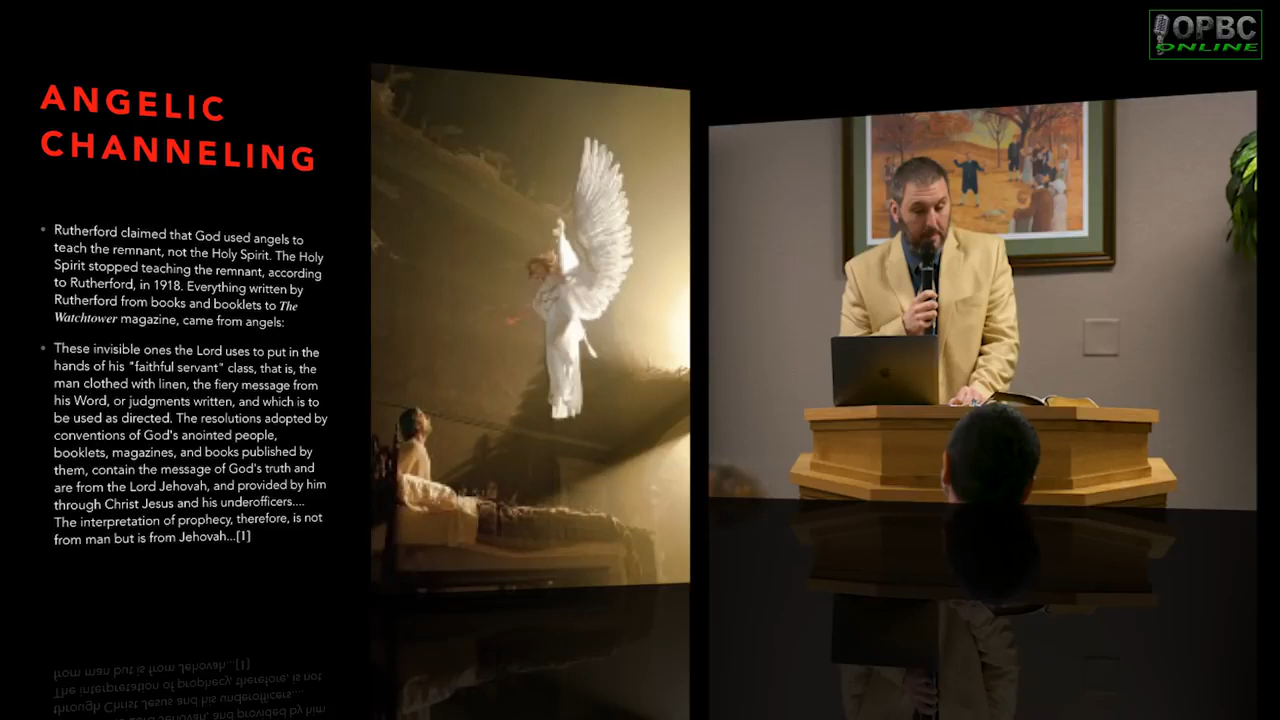 OPBC
ONLINE
ANGELIC
CHANNELING
• Rutherford claimed that God used angels to
teach the remnant, not the Holy Spirit. The Holy
Spirit stopped teaching the remnant, according
to Rutherford, in 1918. Everything written by
Rutherford from books and booklets to The
Watchtower magazine, came from angels:
• These invisible ones the Lord uses to put in the
hands of his "faithful servant" class, that is, the
man clothed with linen, the fiery message from
his Word, or judgments written, and which is to
be used as directed. The resolutions adopted by
conventions of God's anointed people,
booklets, magazines, and books published by
them, contain the message of God's truth and
are from the Lord Jehovah, and provided by him
through Christ Jesus and his underofficers....
The interpretation of prophecy, therefore, is not
from man but is from Jehovah...[1]